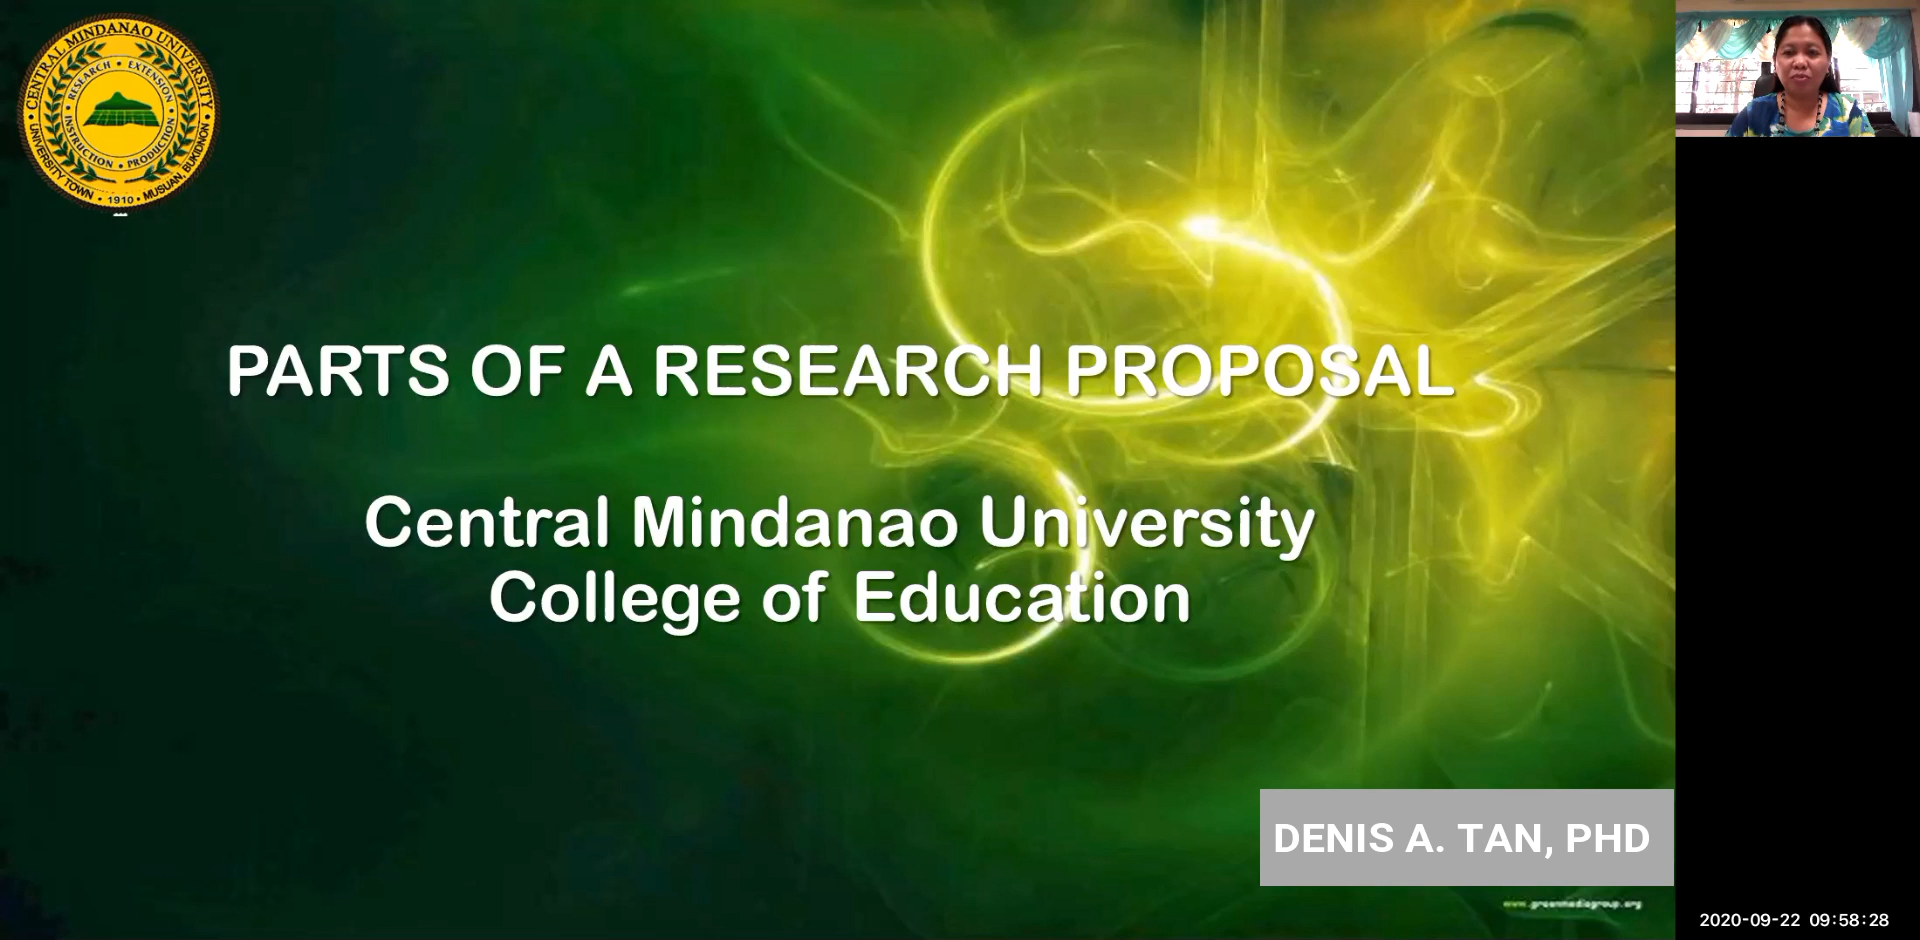 CENTRAL MINDANAO UNIVERSITY
RESEARCH • EXTENSION
INSTRUCTION • PRODUCTION
UNIVERSITY TOWN • 1910 • MUSUAN, BUKIDNON
PARTS OF A RESEARCH PROPOSAL
Central Mindanao University
College of Education
DENIS A. TAN, PHD
www.greenmediagroup.org
2020-09-22 09:58:28